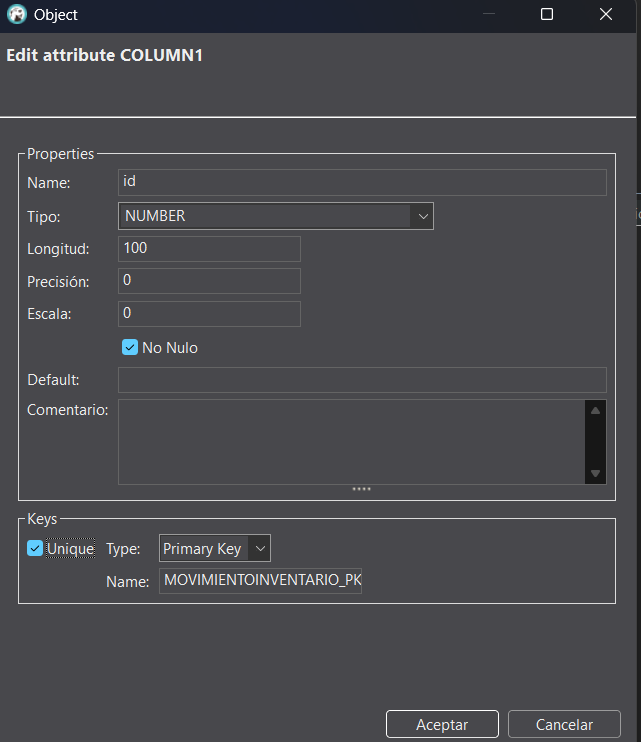 Object
Edit attribute COLUMN1
Properties
Name: id
Tipo: NUMBER
Longitud: 100
Precisión: 0
Escala: 0
No Nulo
Default:
Comentario:
Keys
Unique Type: Primary Key
Name: MOVIMIENTOINVENTARIO_PK
Aceptar Cancelar